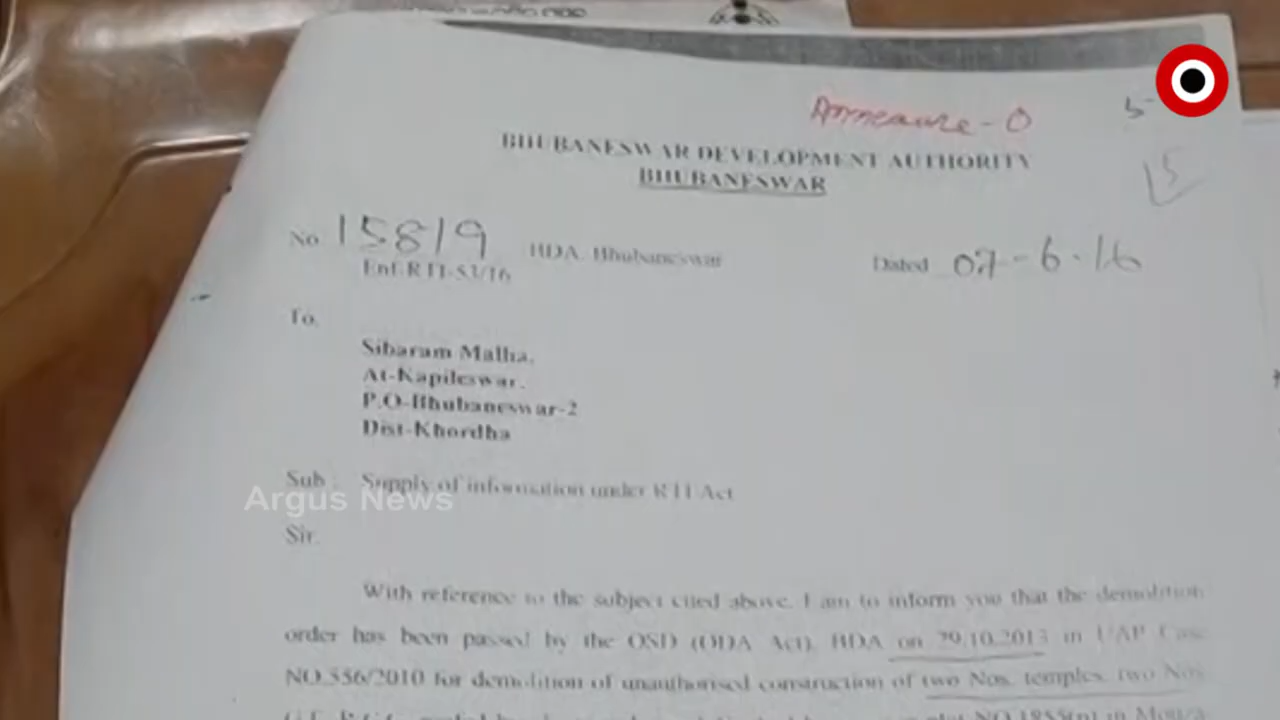 Annexure - O
5
BHUBANESWAR DEVELOPMENT AUTHORITY
5
BHUBANESWAR
No 15819 BDA, Bhubaneswar Dated 07-6-16
Enf-RTI-53/16
To,
Sibaram Malha,
At-Kapileswar,
P.O-Bhubaneswar-2
Dist-Khordha
Sub : Supply of information under RTI Act
Argus News
Sir,
With reference to the subject cited above, I am to inform you that the demolition
order has been passed by the OSD (ODA Act), BDA on 29.10.2013 in UAP Case
NO.556/2010 for demolition of unauthorised construction of two Nos. temples, two Nos